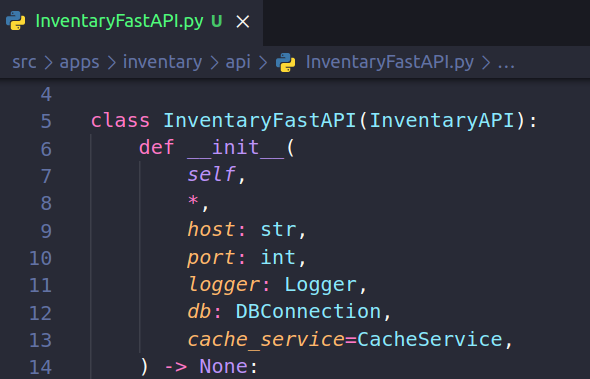 InventaryFastAPI.py U ×
src > apps > inventary > api > InventaryFastAPI.py > ...
4
5 class InventaryFastAPI(InventaryAPI):
6 def __init__(
7 self,
8 *,
9 host: str,
10 port: int,
11 logger: Logger,
12 db: DBConnection,
13 cache_service=CacheService,
14 ) -> None: